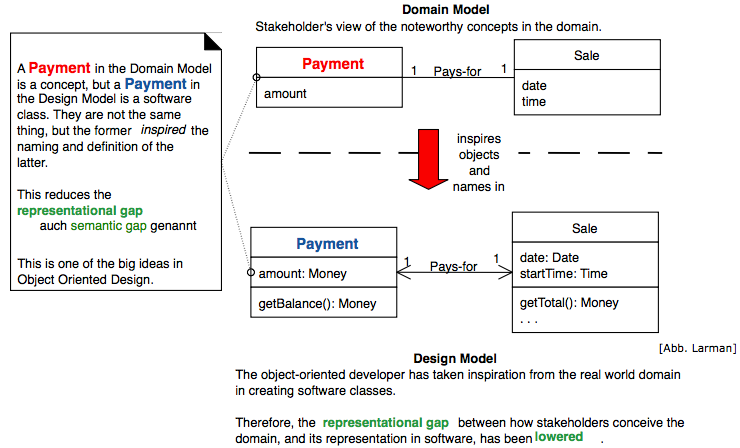 Domain Model
Stakeholder's view of the noteworthy concepts in the domain.
A Payment in the Domain Model
is a concept, but a Payment in
the Design Model is a software
class. They are not the same
thing, but the former inspired the
naming and definition of the
latter.
This reduces the
representational gap
auch semantic gap genannt
This is one of the big ideas in
Object Oriented Design.
Payment
amount
1 Pays-for 1
Sale
date
time
inspires
objects
and
names in
Payment
amount: Money
getBalance(): Money
1 Pays-for 1
Sale
date: Date
startTime: Time
getTotal(): Money
. . .
[Abb. Larman]
Design Model
The object-oriented developer has taken inspiration from the real world domain
in creating software classes.
Therefore, the representational gap between how stakeholders conceive the
domain, and its representation in software, has been lowered .